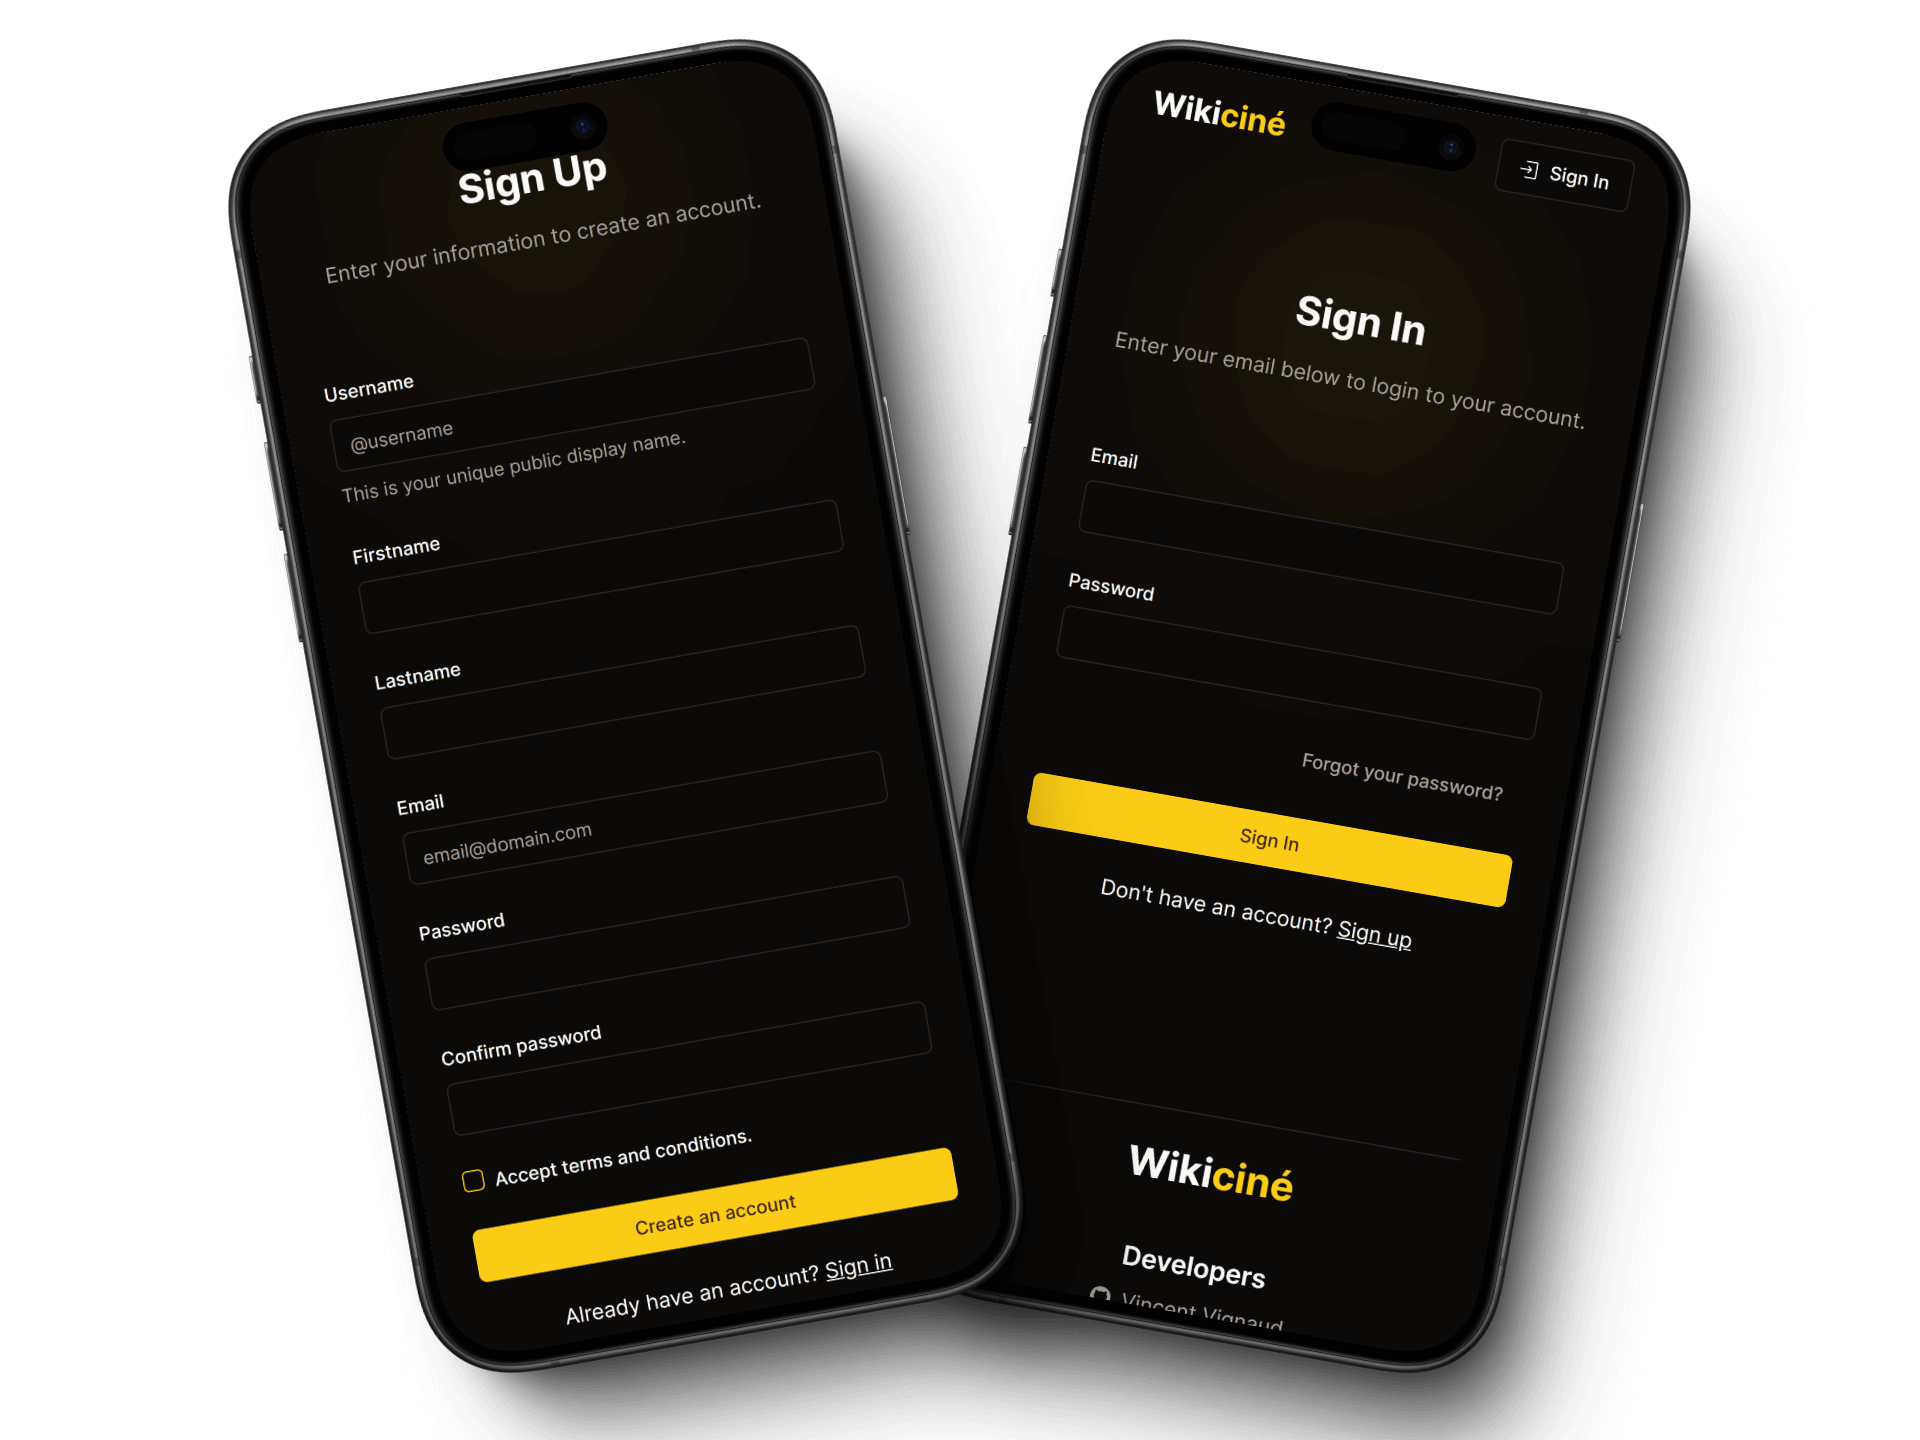 Sign Up
Enter your information to create an account.
Username
@username
This is your unique public display name.
Firstname
Lastname
Email
email@domain.com
Password
Confirm password
Accept terms and conditions.
Create an account
Already have an account? Sign in
Wikiciné
Sign In
Sign In
Enter your email below to login to your account.
Email
Password
Forgot your password?
Sign In
Don't have an account? Sign up
Wikiciné
Developers
Vincent Vignaud